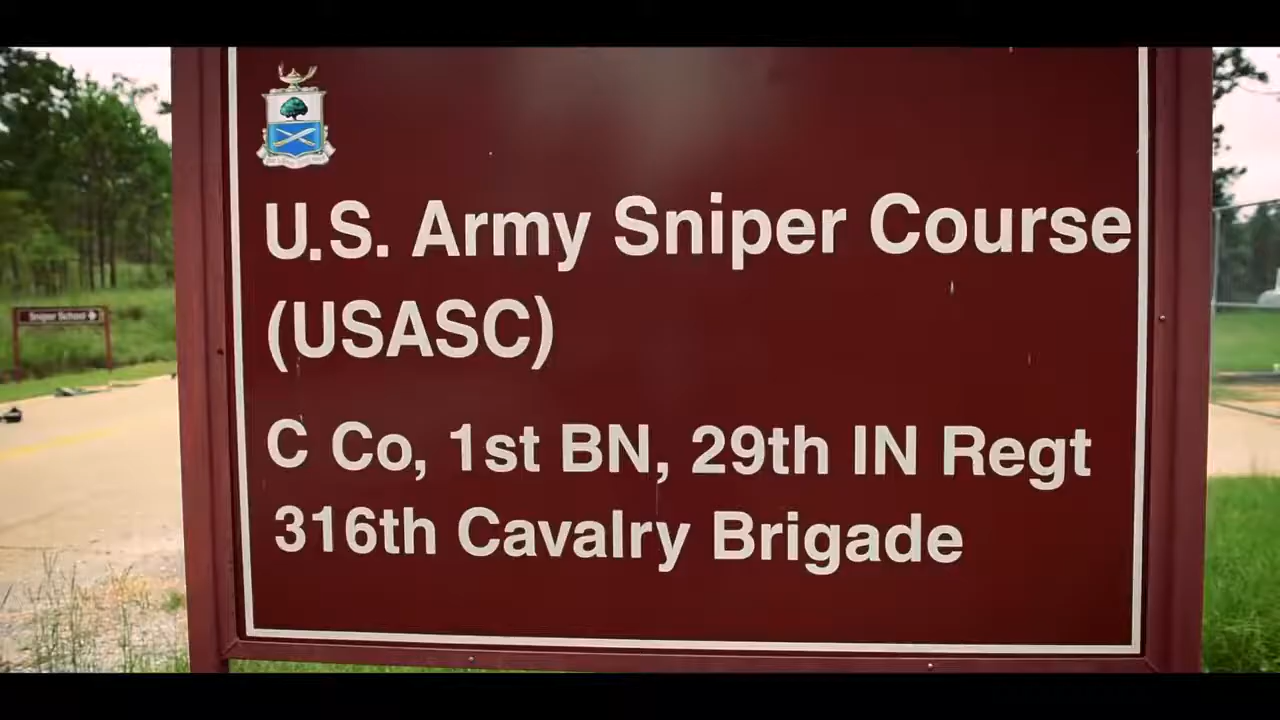 U.S. Army Sniper Course
(USASC)
C Co, 1st BN, 29th IN Regt
316th Cavalry Brigade
Sniper School